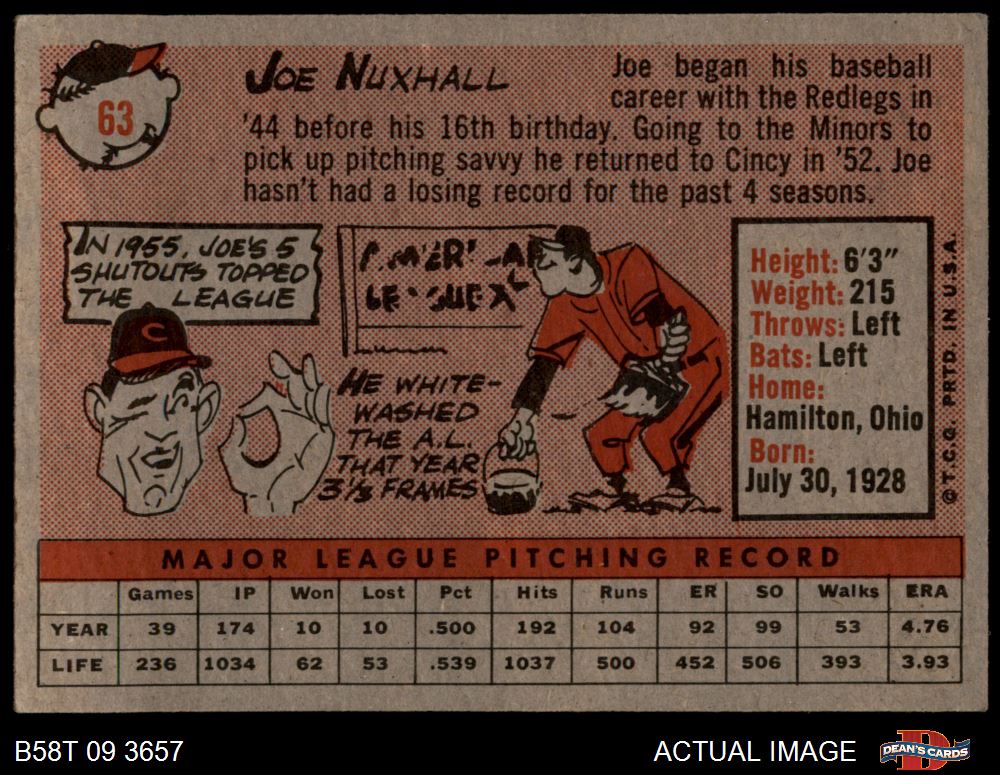 63
JOE NUXHALL
Joe began his baseball
career with the Redlegs in
'44 before his 16th birthday. Going to the Minors to
pick up pitching savvy he returned to Cincy in '52. Joe
hasn't had a losing record for the past 4 seasons.
IN 1955, JOE'S 5
SHUTOUTS TOPPED
THE LEAGUE
C
HE WHITE-
WASHED
THE A.L.
THAT YEAR
3 1/3 FRAMES
Height: 6'3"
Weight: 215
Throws: Left
Bats: Left
Home:
Hamilton, Ohio
Born:
July 30, 1928
© T.C.G. PRTD. IN U.S.A.
MAJOR LEAGUE PITCHING RECORD
Games IP Won Lost Pct Hits Runs ER SO Walks ERA
YEAR 39 174 10 10 .500 192 104 92 99 53 4.76
LIFE 236 1034 62 53 .539 1037 500 452 506 393 3.93
B58T 09 3657
ACTUAL IMAGE
DEAN'S CARDS